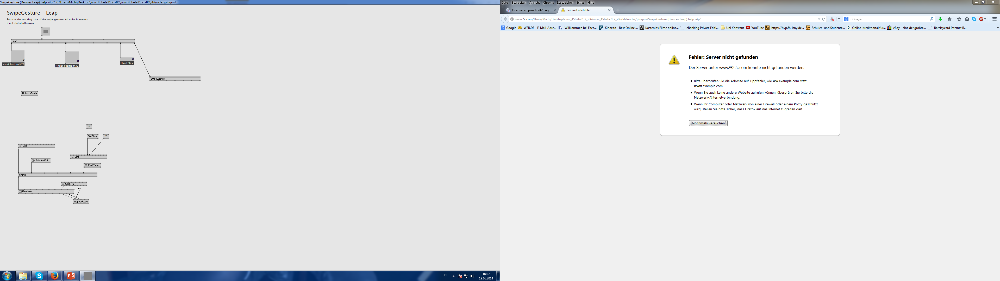 SwipeGesture (Devices Leap) help.v4p * C:\Users\Michi\Desktop\vvvv_45beta31.2_x86\vvvv_45beta31.2_x86\lib\nodes\plugins\
SwipeGesture - Leap
Returns the tracking data of the swipe gesture. All units in meters
if not stated otherwise.
Leap
Hand PositionXYZ
Finger PositionXYZ
Hand Slice
SwipeGesture
UniformScale
*
GetSlice
*
Line
Line
AxisAndGrid
PerlMeter
Group
Camera
Renderer
AspectRatio
DE
16:27
19.06.2014
Datei Bearbeiten Ansicht Chronik Lesezeichen Extras Hilfe
One Piece Episode 242 Eng...
Seiten-Ladefehler
www."c.com/Users/Michi/Desktop/vvvv_45beta31.2_x86/vvvv_45beta31.2_x86/lib/nodes/plugins/SwipeGesture (Devices Leap) help.v4p"
Google
Google WEB.DE - E-Mail-Adre... Willkommen bei Face... Kinox.to - Best Online ... Kostenlos Filme online... eBanking Private Editi... Uni Konstanz YouTube https://hvp.fh-isny.de... Schüler- und Studente... Online-Kreditportal für... eBay - eine der größte... Barclaycard Internet B...
Fehler: Server nicht gefunden
Der Server unter www.%22c.com konnte nicht gefunden werden.
Bitte überprüfen Sie die Adresse auf Tippfehler, wie ww.example.com statt
www.example.com
Wenn Sie auch keine andere Website aufrufen können, überprüfen Sie bitte die
Netzwerk-/Internetverbindung.
Wenn Ihr Computer oder Netzwerk von einer Firewall oder einem Proxy geschützt
wird, stellen Sie bitte sicher, dass Firefox auf das Internet zugreifen darf.
Nochmals versuchen